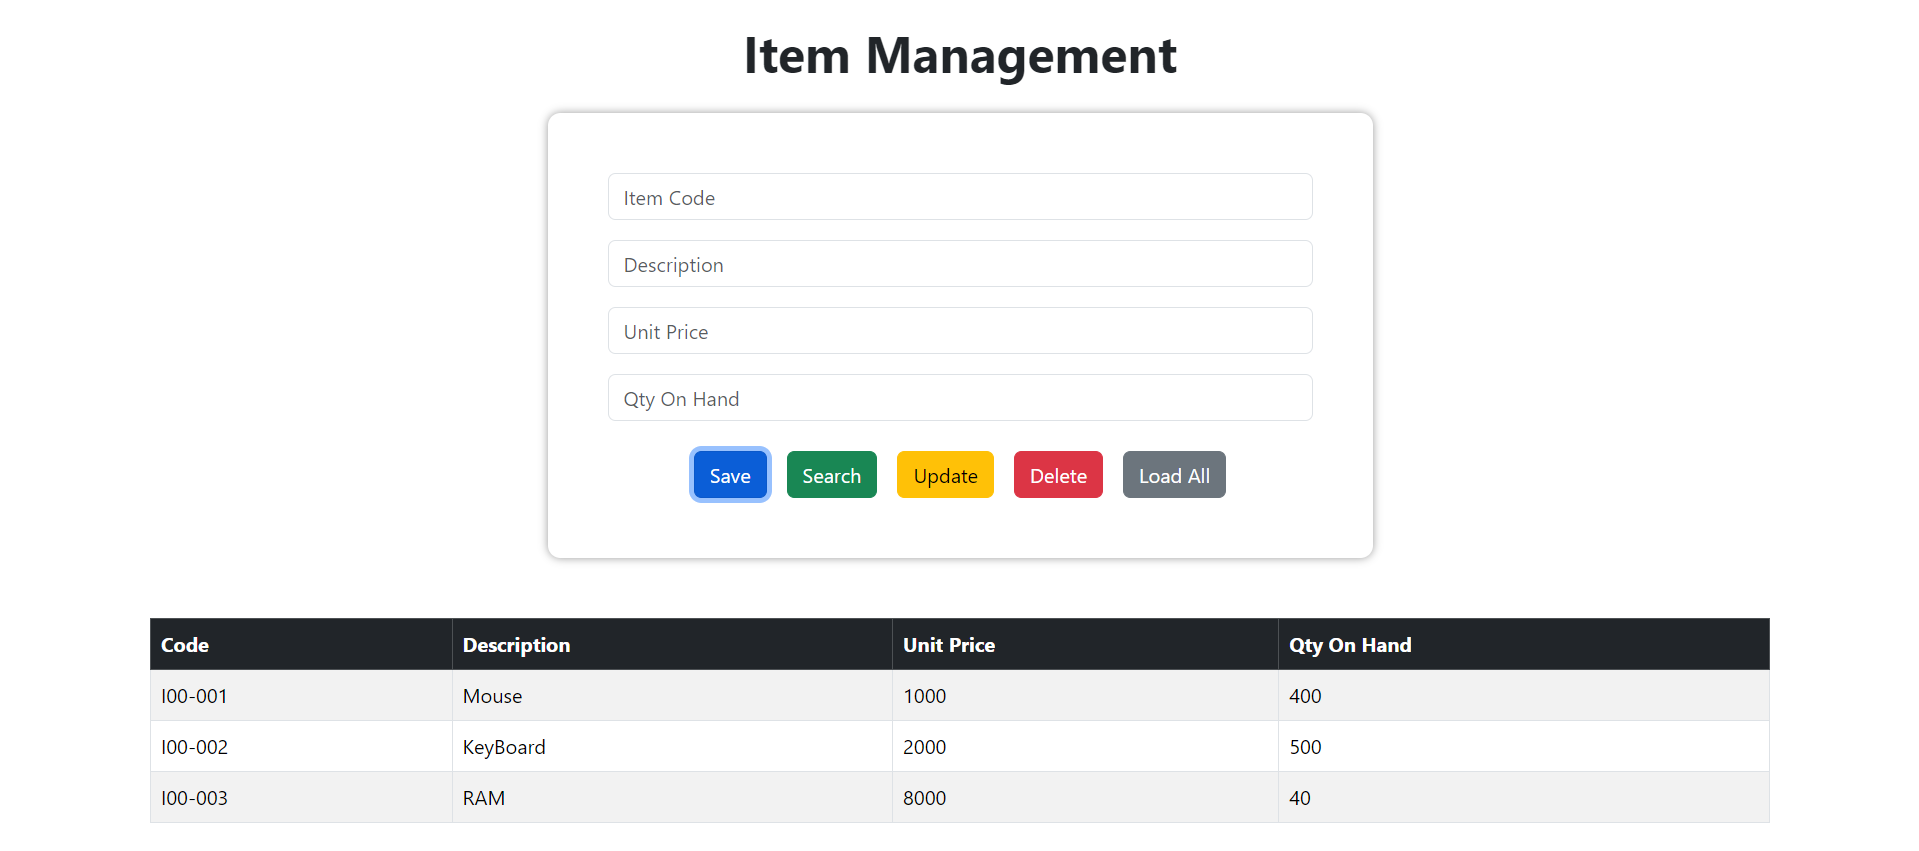 Item Management
Item Code
Description
Unit Price
Qty On Hand
Save Search Update Delete Load All
Code Description Unit Price Qty On Hand
I00-001 Mouse 1000 400
I00-002 KeyBoard 2000 500
I00-003 RAM 8000 40